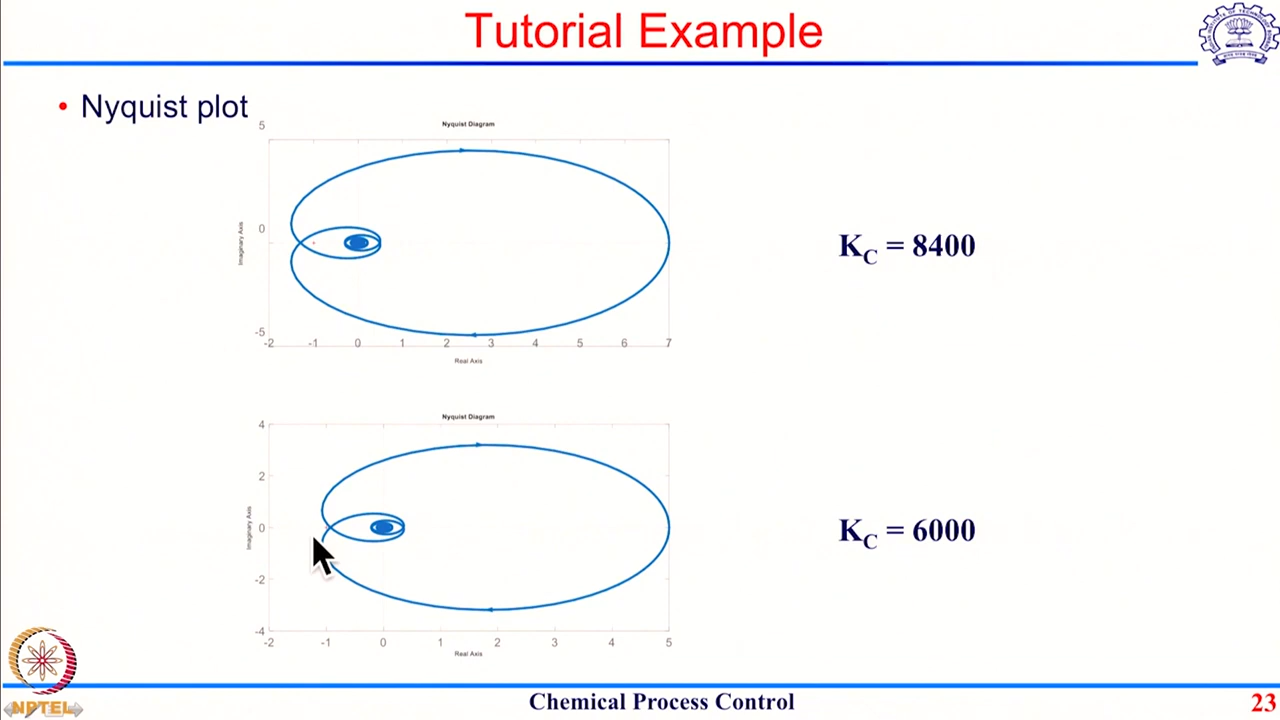 Tutorial Example
• Nyquist plot
Nyquist Diagram
5
0
-5
Imaginary Axis
-2 -1 0 1 2 3 4 5 6 7
Real Axis
K_C = 8400
Nyquist Diagram
4
2
0
-2
-4
Imaginary Axis
-2 -1 0 1 2 3 4 5
Real Axis
K_C = 6000
NPTEL
Chemical Process Control
23